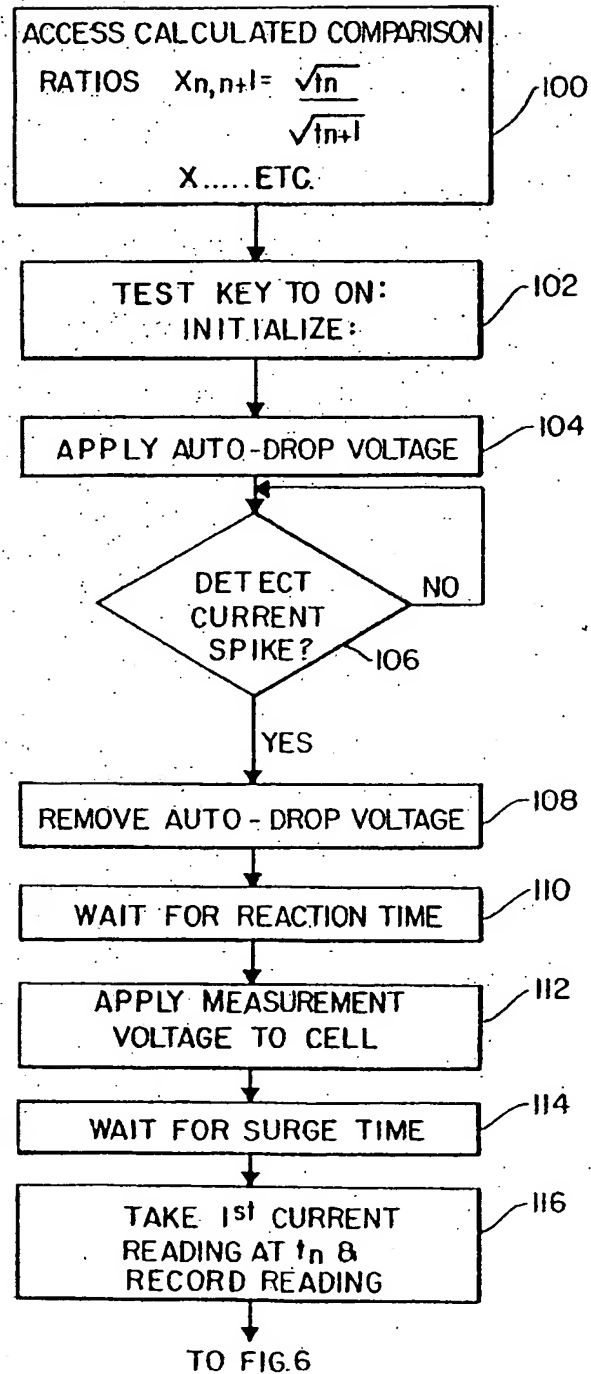 ACCESS CALCULATED COMPARISON
RATIOS Xn,n+1 = √tn / √tn+1
X.....ETC.
100
TEST KEY TO ON:
INITIALIZE:
102
APPLY AUTO-DROP VOLTAGE
104
DETECT
CURRENT
SPIKE?
NO
106
YES
REMOVE AUTO-DROP VOLTAGE
108
WAIT FOR REACTION TIME
110
APPLY MEASUREMENT
VOLTAGE TO CELL
112
WAIT FOR SURGE TIME
114
TAKE 1st CURRENT
READING AT tn &
RECORD READING
116
TO FIG.6